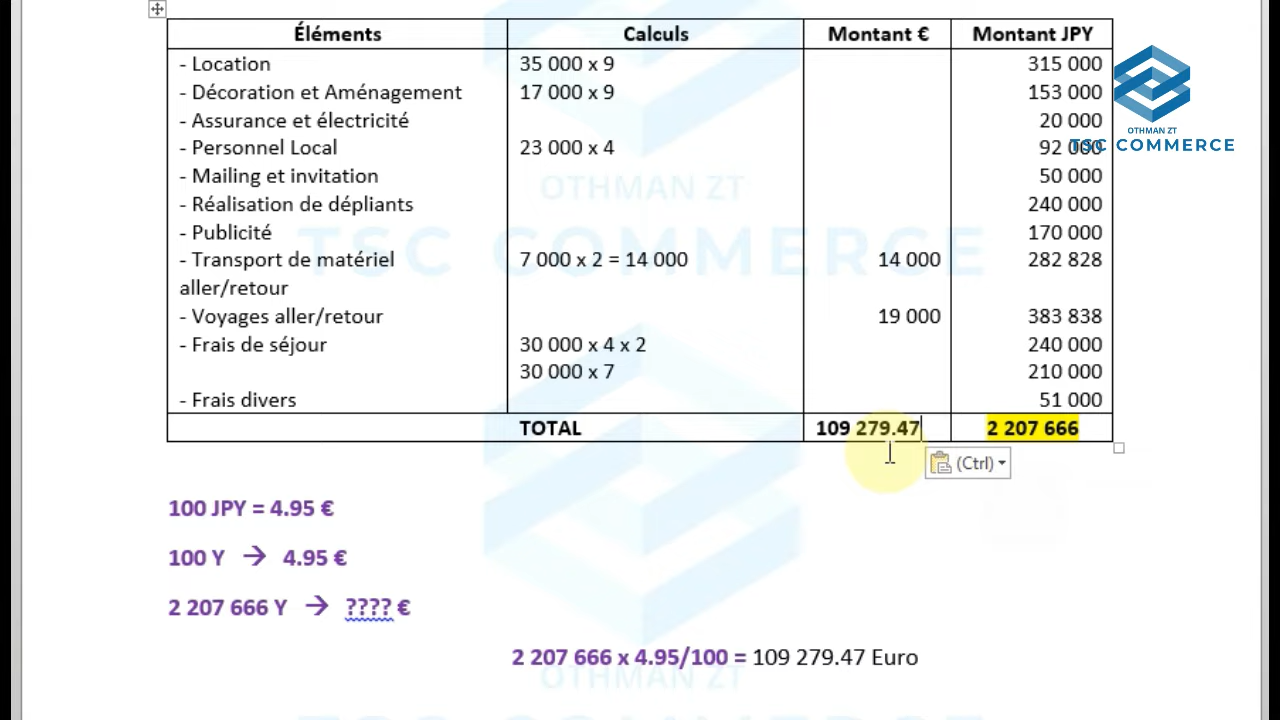 Éléments Calculs Montant € Montant JPY
- Location 35 000 x 9 315 000
- Décoration et Aménagement 17 000 x 9 153 000
- Assurance et électricité 20 000
- Personnel Local 23 000 x 4 92 000
- Mailing et invitation 50 000
- Réalisation de dépliants 240 000
- Publicité 170 000
- Transport de matériel 7 000 x 2 = 14 000 14 000 282 828
aller/retour
- Voyages aller/retour 19 000 383 838
- Frais de séjour 30 000 x 4 x 2 240 000
30 000 x 7 210 000
- Frais divers 51 000
TOTAL 109 279.47 2 207 666
(Ctrl)
100 JPY = 4.95 €
100 Y → 4.95 €
2 207 666 Y → ???? €
2 207 666 x 4.95/100 = 109 279.47 Euro
OTHMAN ZT
TSC COMMERCE
OTHMAN ZT
TSC COMMERCE
OTHMAN ZT